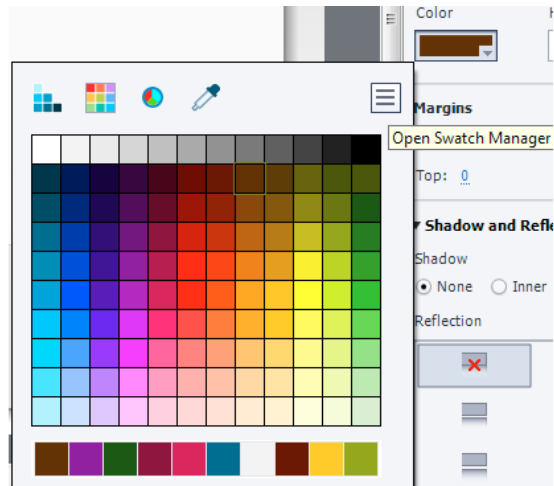 Color
Margins
Open Swatch Manager
Top: 0
Shadow and Refle
Shadow
None Inner
Reflection